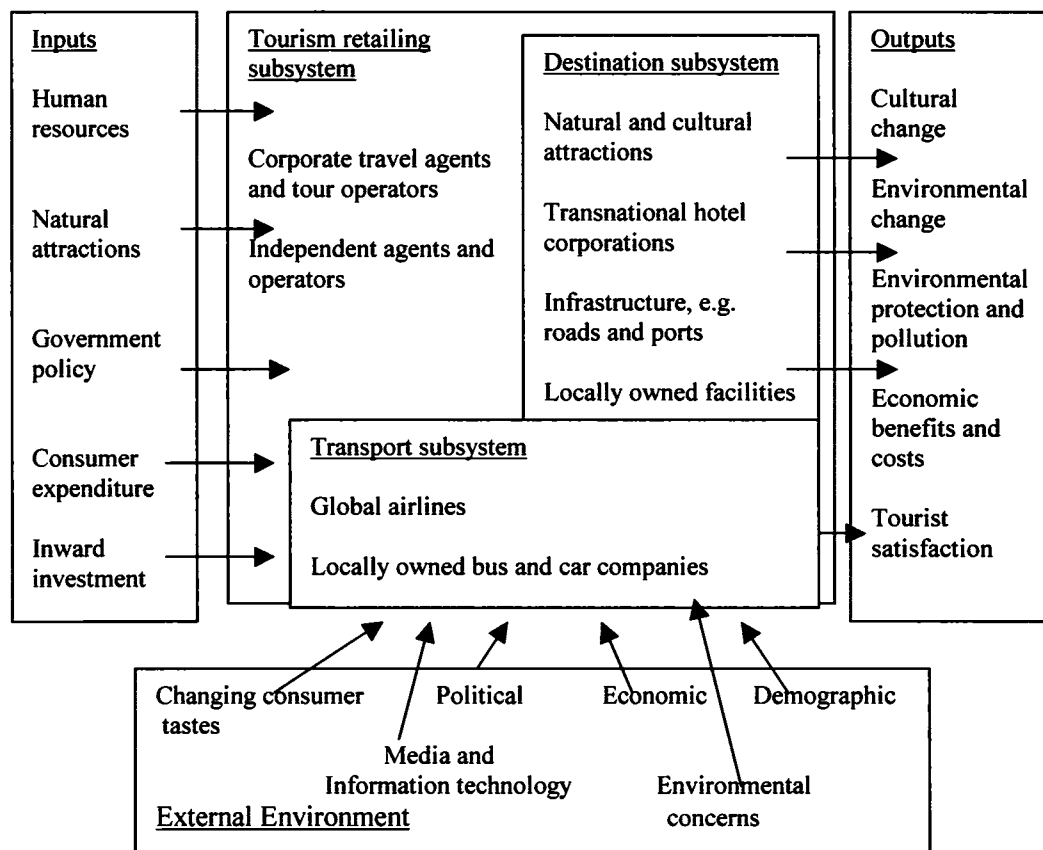 Inputs
Human
resources
Natural
attractions
Government
policy
Consumer
expenditure
Inward
investment
Tourism retailing
subsystem
Corporate travel agents
and tour operators
Independent agents and
operators
Destination subsystem
Natural and cultural
attractions
Transnational hotel
corporations
Infrastructure, e.g.
roads and ports
Locally owned facilities
Transport subsystem
Global airlines
Locally owned bus and car companies
Outputs
Cultural
change
Environmental
change
Environmental
protection and
pollution
Economic
benefits and
costs
Tourist
satisfaction
Changing consumer
tastes
Political
Economic
Demographic
Media and
Information technology
Environmental
concerns
External Environment